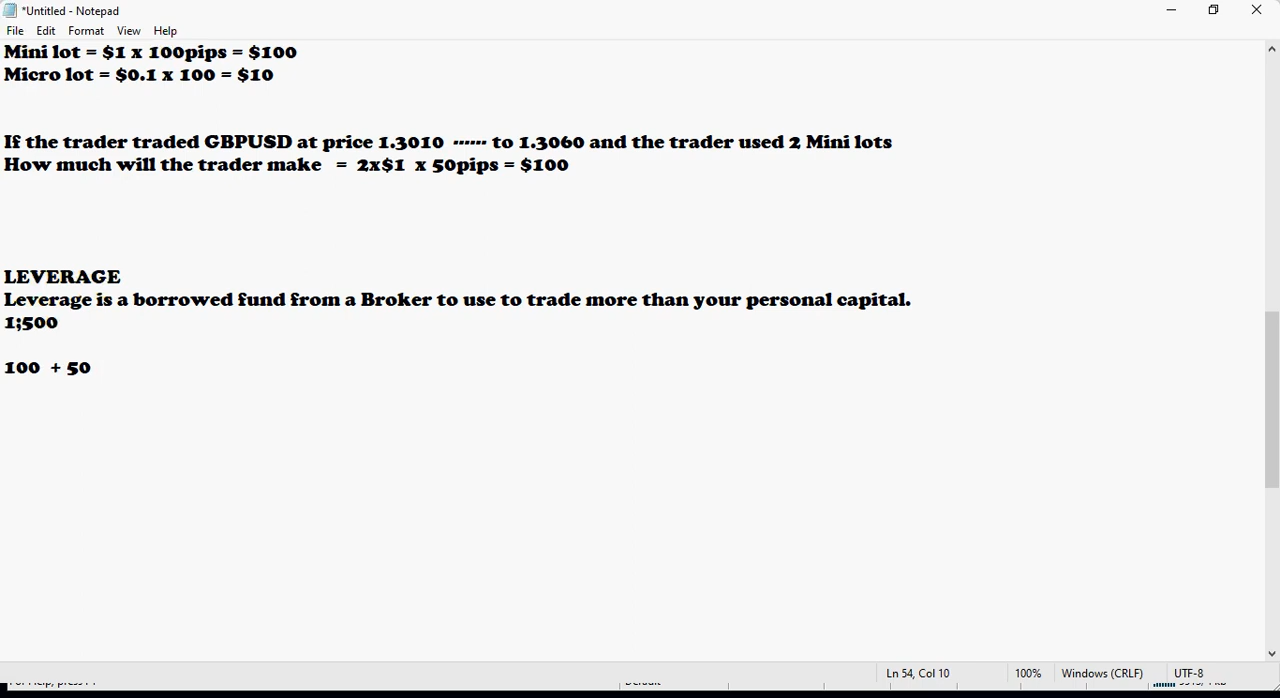 *Untitled - Notepad
File Edit Format View Help
Mini lot = $1 x 100pips = $100
Micro lot = $0.1 x 100 = $10
If the trader traded GBPUSD at price 1.3010 ------ to 1.3060 and the trader used 2 Mini lots
How much will the trader make = 2x$1 x 50pips = $100
LEVERAGE
Leverage is a borrowed fund from a Broker to use to trade more than your personal capital.
1;500
100 + 50
Ln 54, Col 10 100% Windows (CRLF) UTF-8